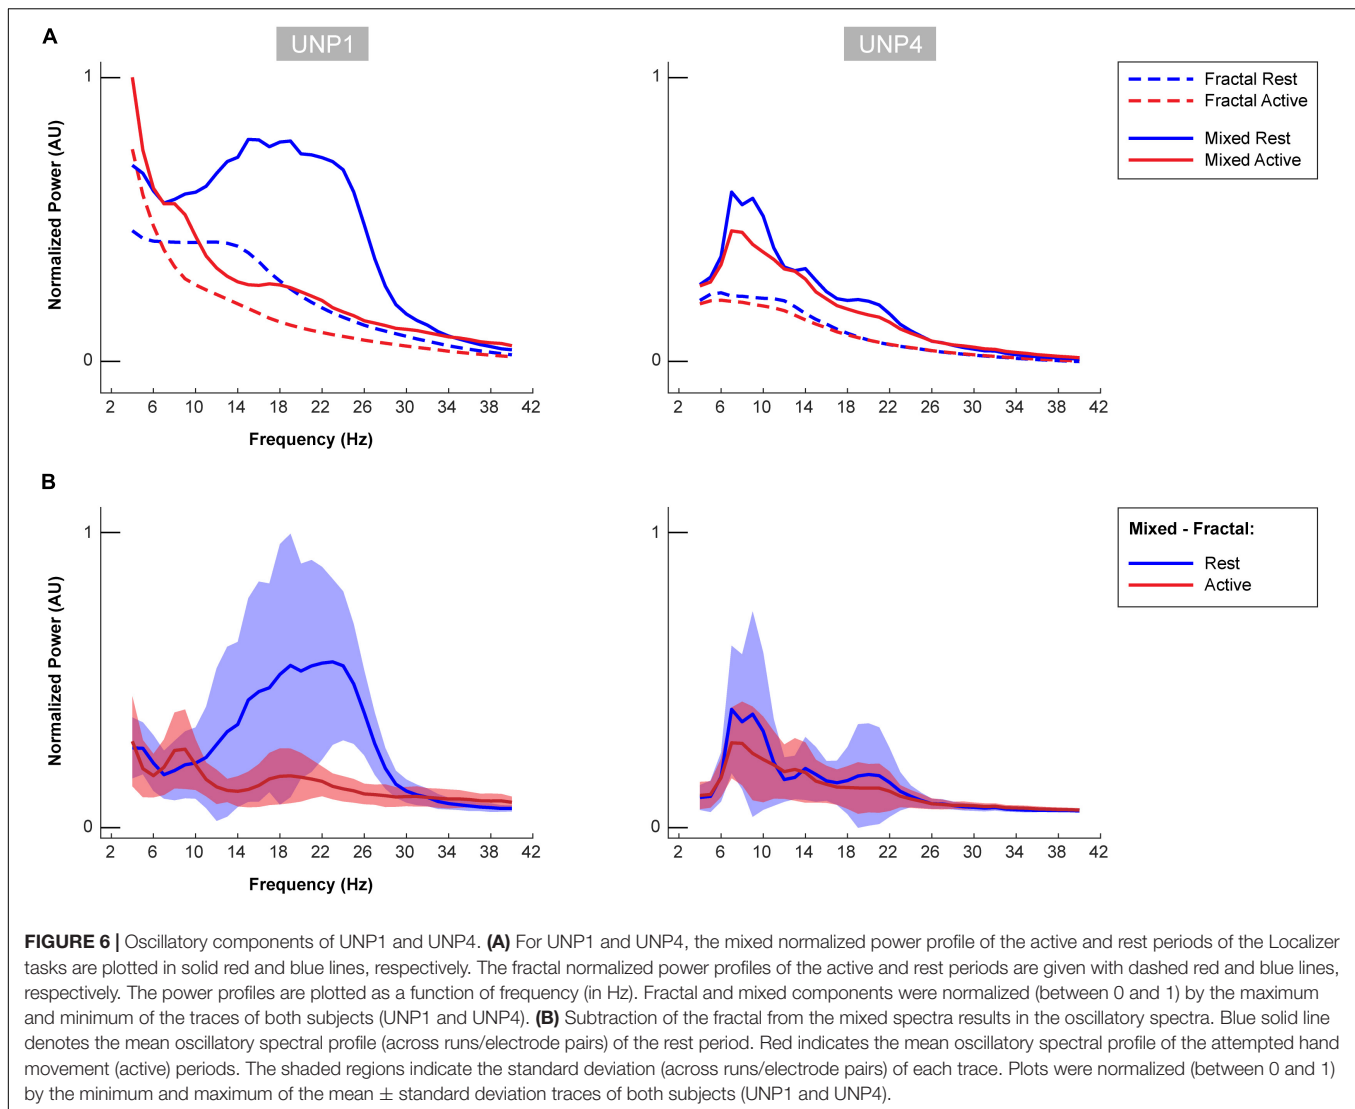 A
UNP1
UNP4
1
0
Normalized Power (AU)
2 6 10 14 18 22 26 30 34 38 42
Frequency (Hz)
1
0
2 6 10 14 18 22 26 30 34 38 42
Fractal Rest
Fractal Active
Mixed Rest
Mixed Active
B
1
0
Normalized Power (AU)
2 6 10 14 18 22 26 30 34 38 42
Frequency (Hz)
1
0
2 6 10 14 18 22 26 30 34 38 42
Mixed - Fractal:
Rest
Active
FIGURE 6 | Oscillatory components of UNP1 and UNP4. (A) For UNP1 and UNP4, the mixed normalized power profile of the active and rest periods of the Localizer
tasks are plotted in solid red and blue lines, respectively. The fractal normalized power profiles of the active and rest periods are given with dashed red and blue lines,
respectively. The power profiles are plotted as a function of frequency (in Hz). Fractal and mixed components were normalized (between 0 and 1) by the maximum
and minimum of the traces of both subjects (UNP1 and UNP4). (B) Subtraction of the fractal from the mixed spectra results in the oscillatory spectra. Blue solid line
denotes the mean oscillatory spectral profile (across runs/electrode pairs) of the rest period. Red indicates the mean oscillatory spectral profile of the attempted hand
movement (active) periods. The shaded regions indicate the standard deviation (across runs/electrode pairs) of each trace. Plots were normalized (between 0 and 1)
by the minimum and maximum of the mean ± standard deviation traces of both subjects (UNP1 and UNP4).